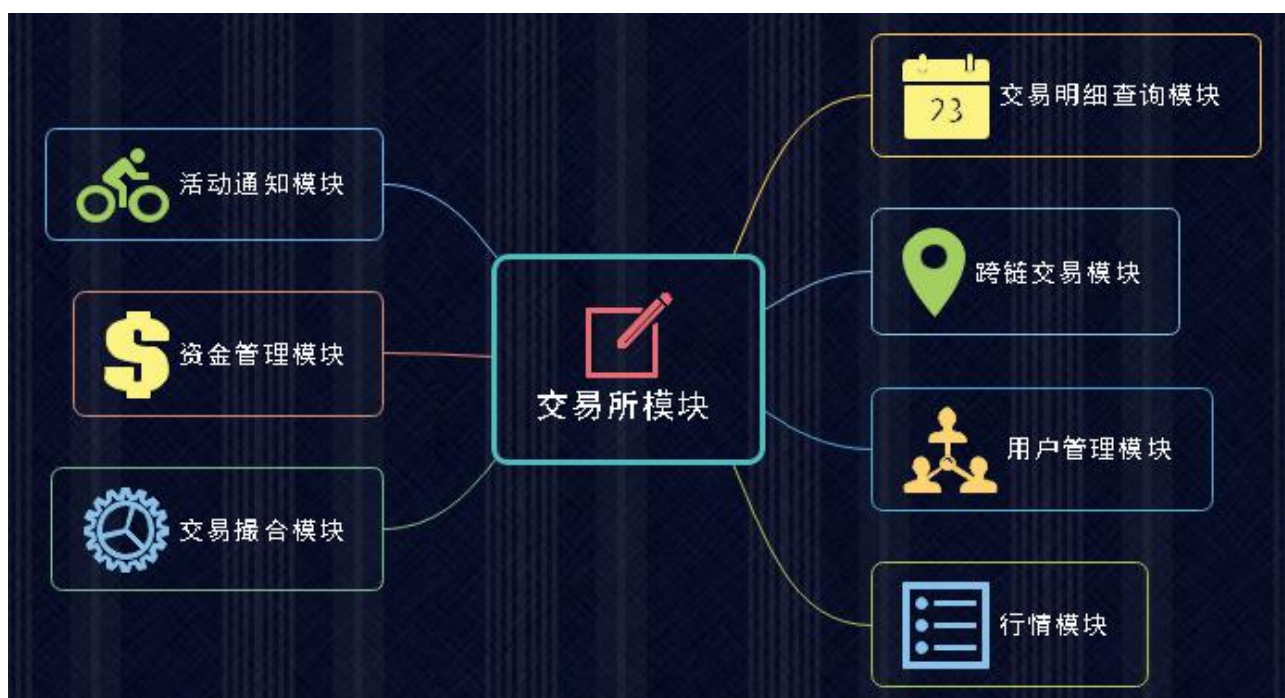 活动通知模块
资金管理模块
交易撮合模块
交易所模块
23
交易明细查询模块
跨链交易模块
用户管理模块
行情模块